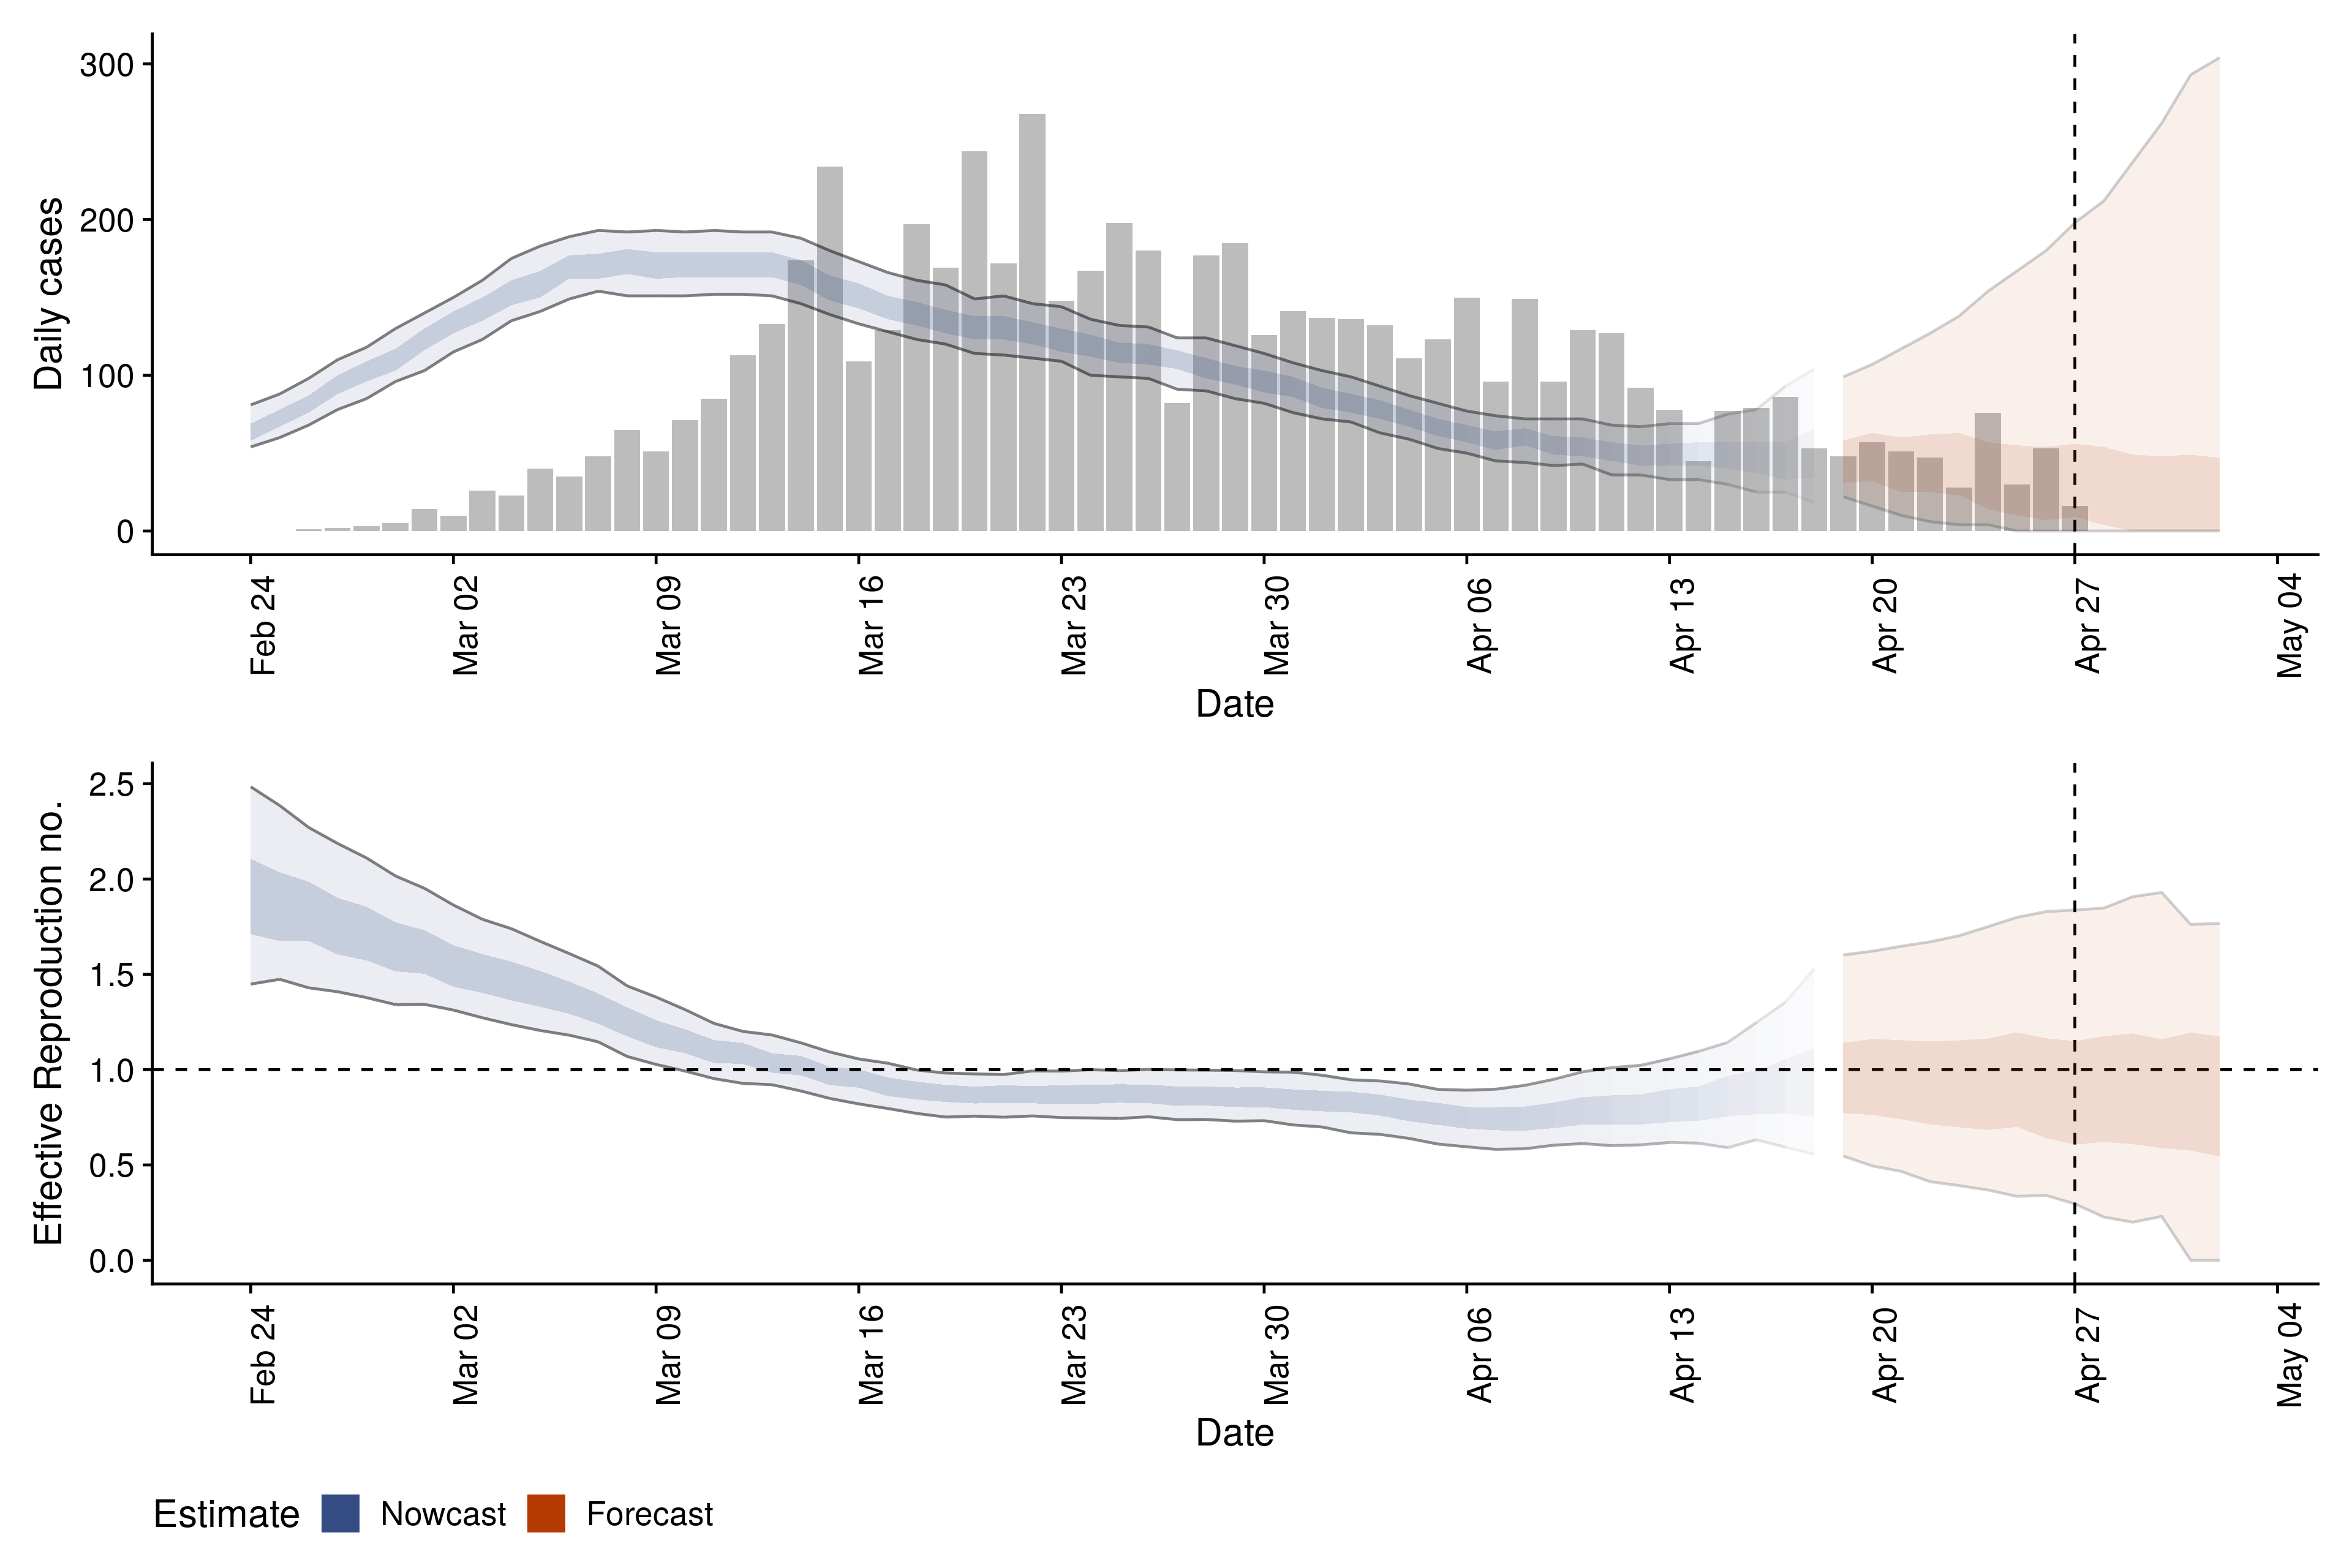 300
200
100
0
Daily cases
Feb 24
Mar 02
Mar 09
Mar 16
Mar 23
Mar 30
Apr 06
Apr 13
Apr 20
Apr 27
May 04
Date
2.5
2.0
1.5
1.0
0.5
0.0
Effective Reproduction no.
Feb 24
Mar 02
Mar 09
Mar 16
Mar 23
Mar 30
Apr 06
Apr 13
Apr 20
Apr 27
May 04
Date
Estimate Nowcast Forecast